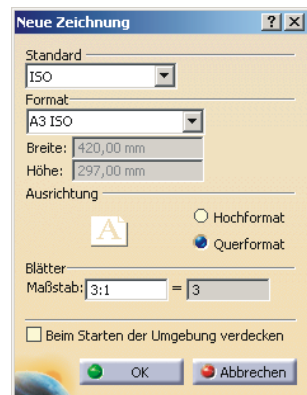 Neue Zeichnung
Standard
ISO
Format
A3 ISO
Breite: 420,00 mm
Höhe: 297,00 mm
Ausrichtung
A
Hochformat
Querformat
Blätter
Maßstab: 3:1 = 3
Beim Starten der Umgebung verdecken
OK Abbrechen